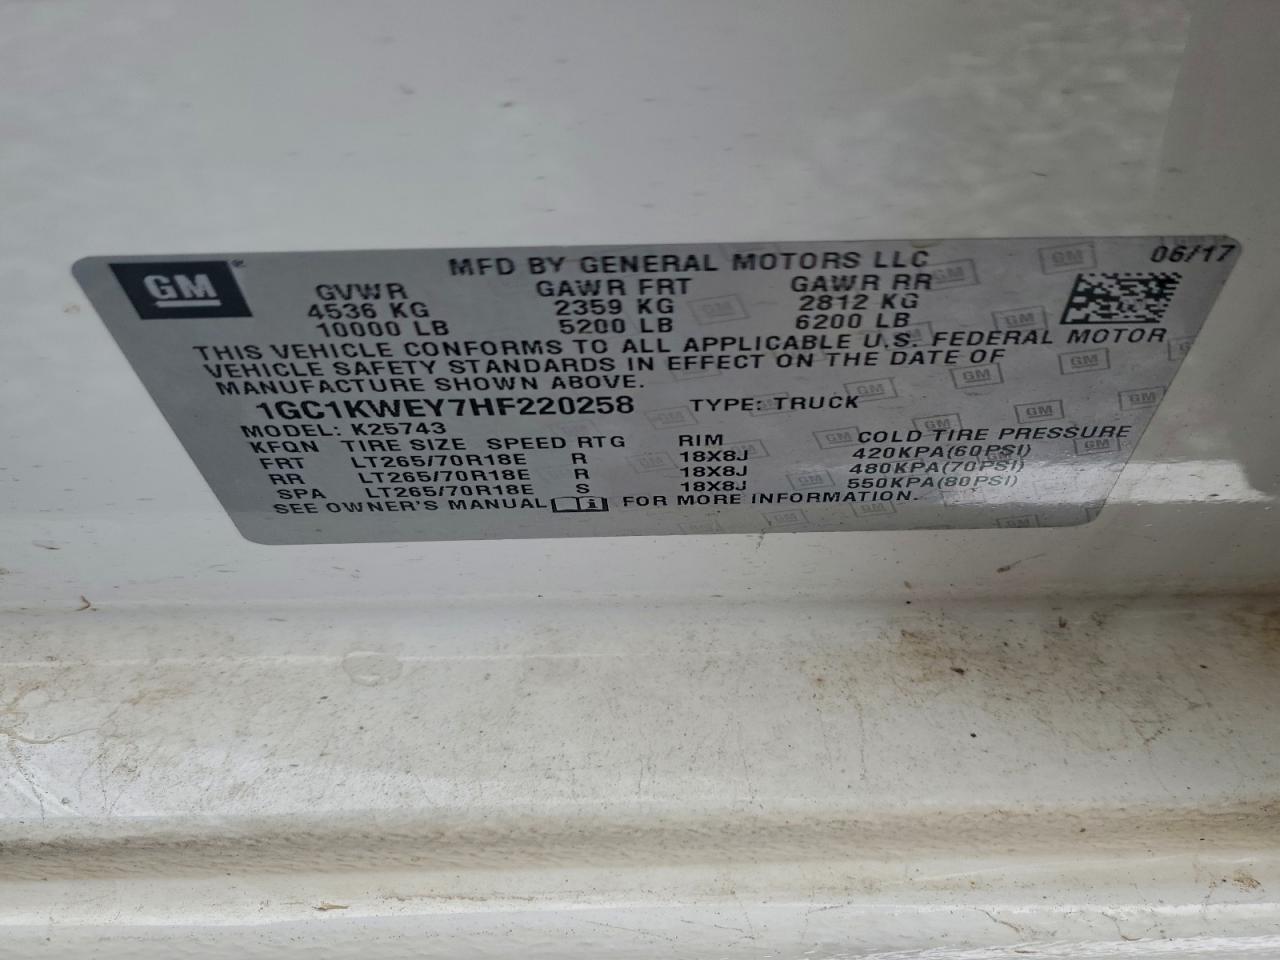 GM
MFD BY GENERAL MOTORS LLC 06/17
GVWR GAWR FRT GAWR RR
4536 KG 2359 KG 2812 KG
10000 LB 5200 LB 6200 LB
THIS VEHICLE CONFORMS TO ALL APPLICABLE U.S. FEDERAL MOTOR
VEHICLE SAFETY STANDARDS IN EFFECT ON THE DATE OF
MANUFACTURE SHOWN ABOVE.
1GC1KWEY7HF220258 TYPE: TRUCK
MODEL: K25743
KFQN TIRE SIZE SPEED RTG RIM COLD TIRE PRESSURE
FRT LT265/70R18E R 18X8J 420KPA(60PSI)
RR LT265/70R18E R 18X8J 480KPA(70PSI)
SPA LT265/70R18E S 18X8J 550KPA(80PSI)
SEE OWNER'S MANUAL i FOR MORE INFORMATION.